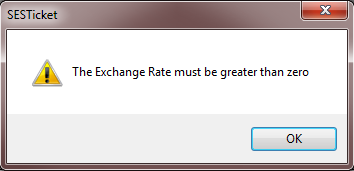 SESTicket
The Exchange Rate must be greater than zero
OK